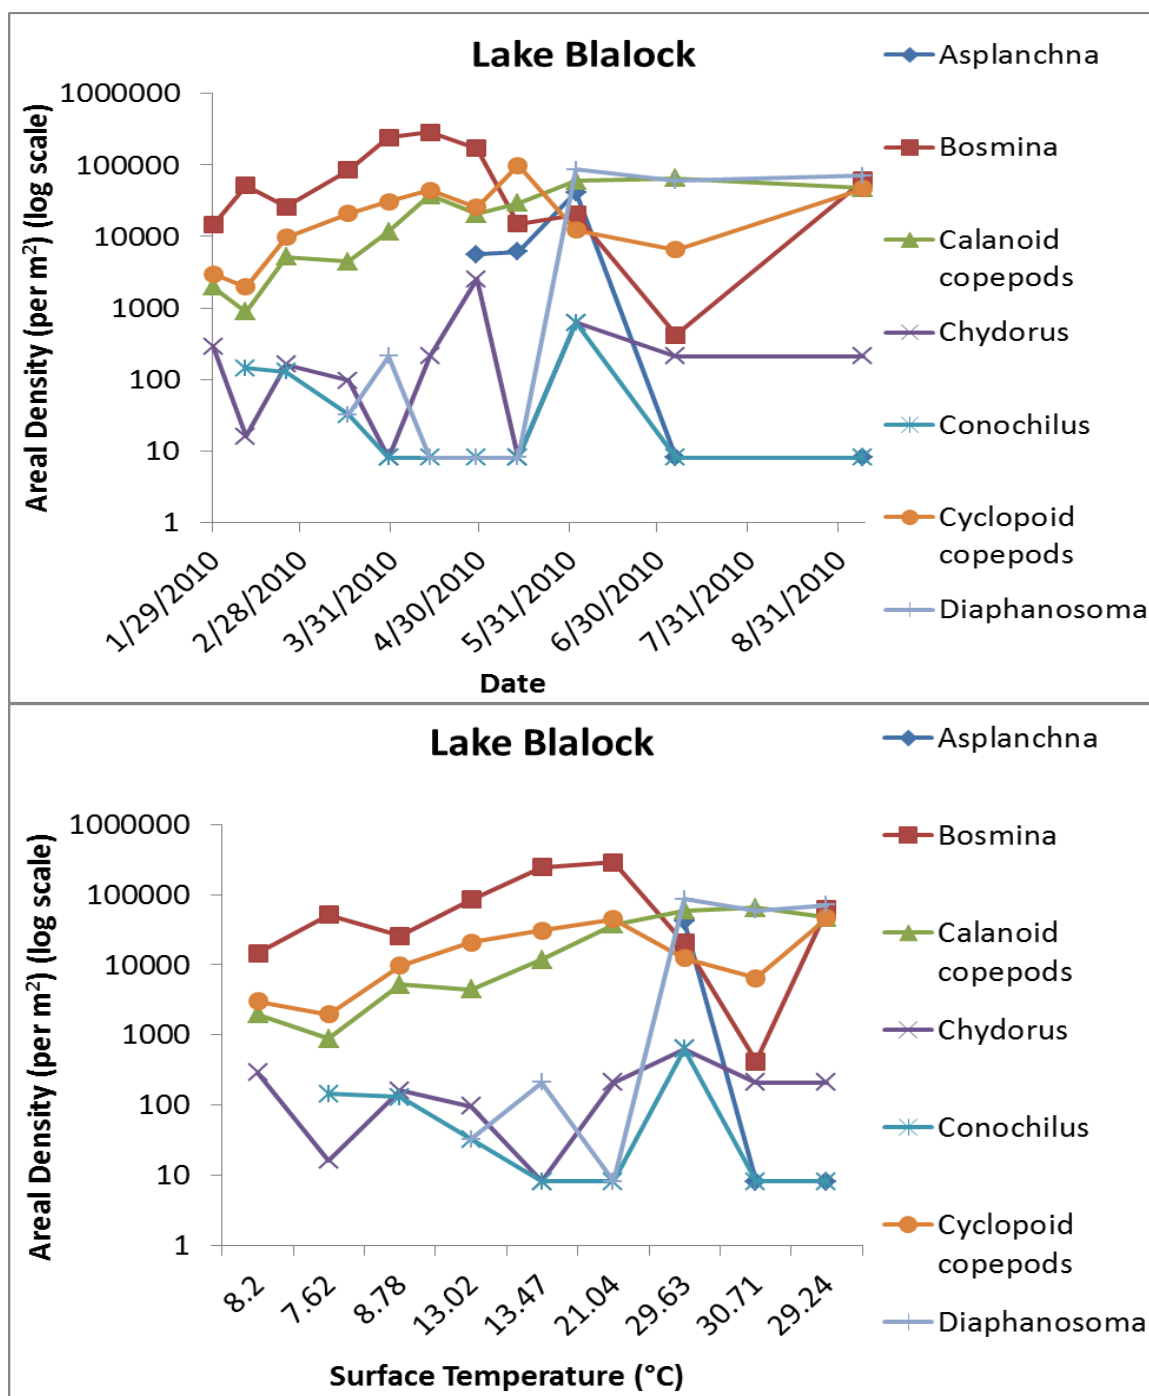 Lake Blalock
Areal Density (per m²) (log scale)
1000000
100000
10000
1000
100
10
1
1/29/2010
2/28/2010
3/31/2010
4/30/2010
5/31/2010
6/30/2010
7/31/2010
8/31/2010
Date
Asplanchna
Bosmina
Calanoid
copepods
Chydorus
Conochilus
Cyclopoid
copepods
Diaphanosoma
Lake Blalock
Areal Density (per m²) (log scale)
1000000
100000
10000
1000
100
10
1
8.2
7.62
8.78
13.02
13.47
21.04
29.63
30.71
29.24
Surface Temperature (°C)
Asplanchna
Bosmina
Calanoid
copepods
Chydorus
Conochilus
Cyclopoid
copepods
Diaphanosoma